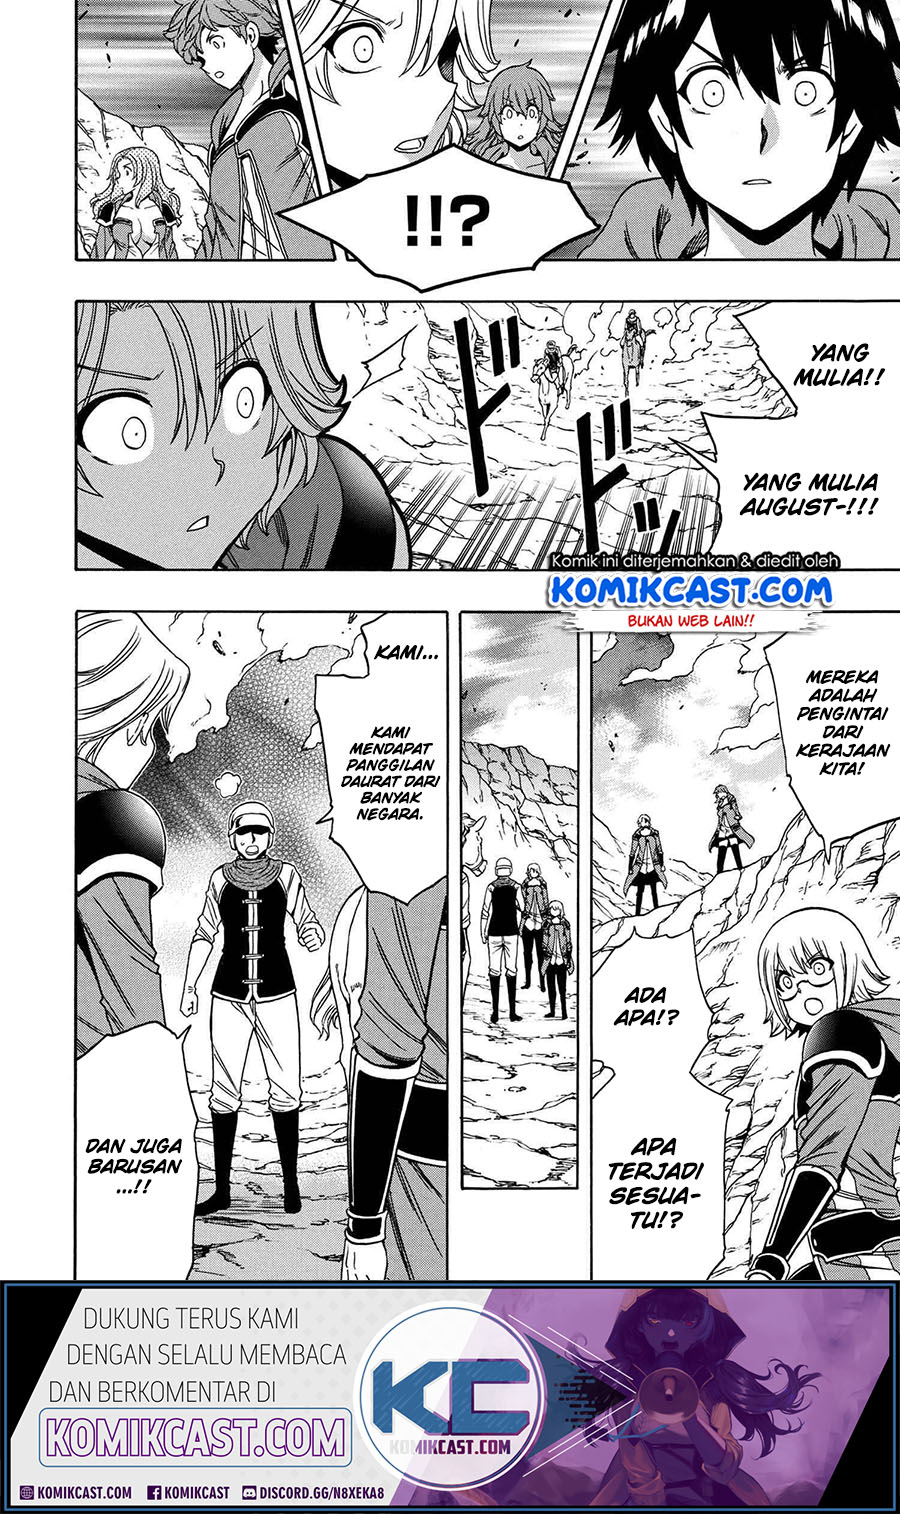 !!?
YANG
MULIA!!
YANG MULIA
AUGUST-!!!
ドドドッ
Komik ini diterjemahkan & diedit oleh
KOMIKCAST.COM
BUKAN WEB LAIN!!
MEREKA
ADALAH
PENGINTAI
DARI
KERAJAAN
KITA!
ADA
APA!?
APA
TERJADI
SESUA-
TU!?
KAMI...
KAMI
MENDAPAT
PANGGILAN
DAURAT DARI
BANYAK
NEGARA.
DAN JUGA
BARUSAN
...!!
DUKUNG TERUS KAMI
DENGAN SELALU MEMBACA
DAN BERKOMENTAR DI
KOMIKCAST.COM
KC
KOMIKCAST.COM
KOMIKCAST.COM KOMIKCAST DISCORD.GG/N8XEKA8